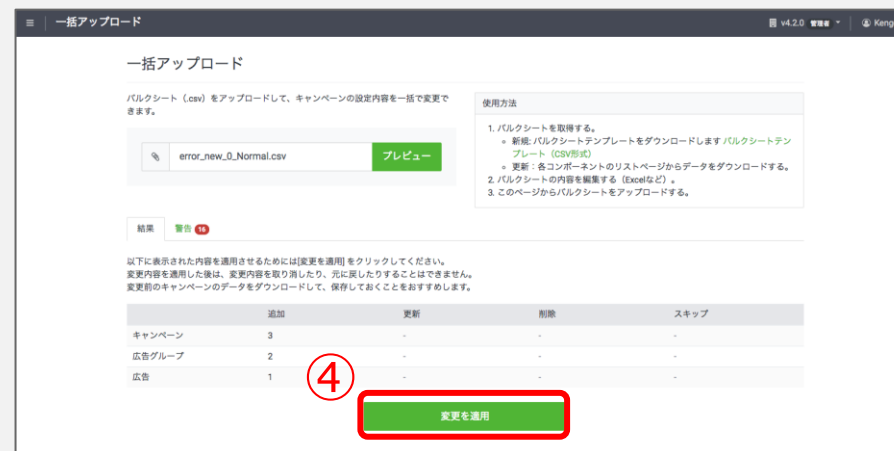 ≡ 一括アップロード
v4.2.0 管理者 Keng
一括アップロード
バルクシート (.csv) をアップロードして、キャンペーンの設定内容を一括で変更で
きます。
error_new_0_Normal.csv プレビュー
使用方法
1. バルクシートを取得する。
新規: バルクシートテンプレートをダウンロードします バルクシートテン
プレート（CSV形式）
更新：各コンポーネントのリストページからデータをダウンロードする。
2. バルクシートの内容を編集する（Excelなど）。
3. このページからバルクシートをアップロードする。
結果 警告 16
以下に表示された内容を適用させるためには[変更を適用] をクリックしてください。
変更内容を適用した後は、変更内容を取り消したり、元に戻したりすることはできません。
変更前のキャンペーンのデータをダウンロードして、保存しておくことをおすすめします。
追加 更新 削除 スキップ
キャンペーン 3 - - -
広告グループ 2 - - -
広告 1 - - -
④
変更を適用